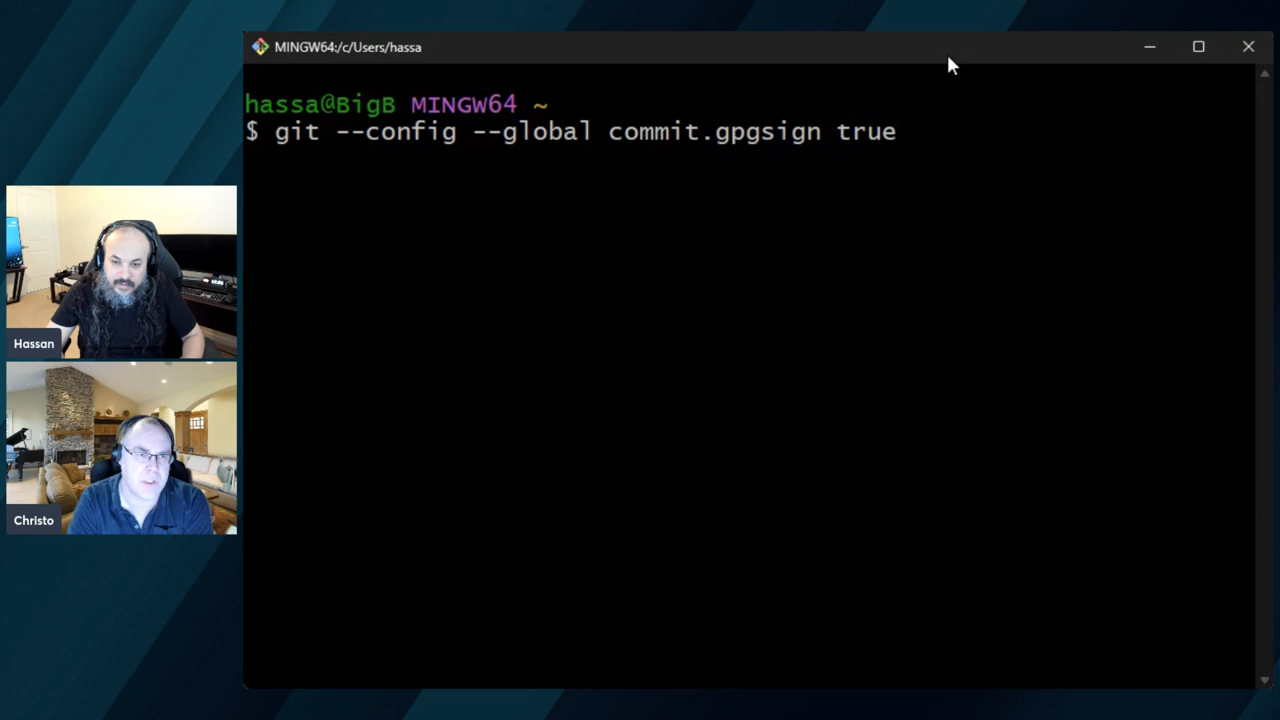 MINGW64:/c/Users/hassa
hassa@BigB MINGW64 ~
$ git --config --global commit.gpgsign true
Hassan
Christo